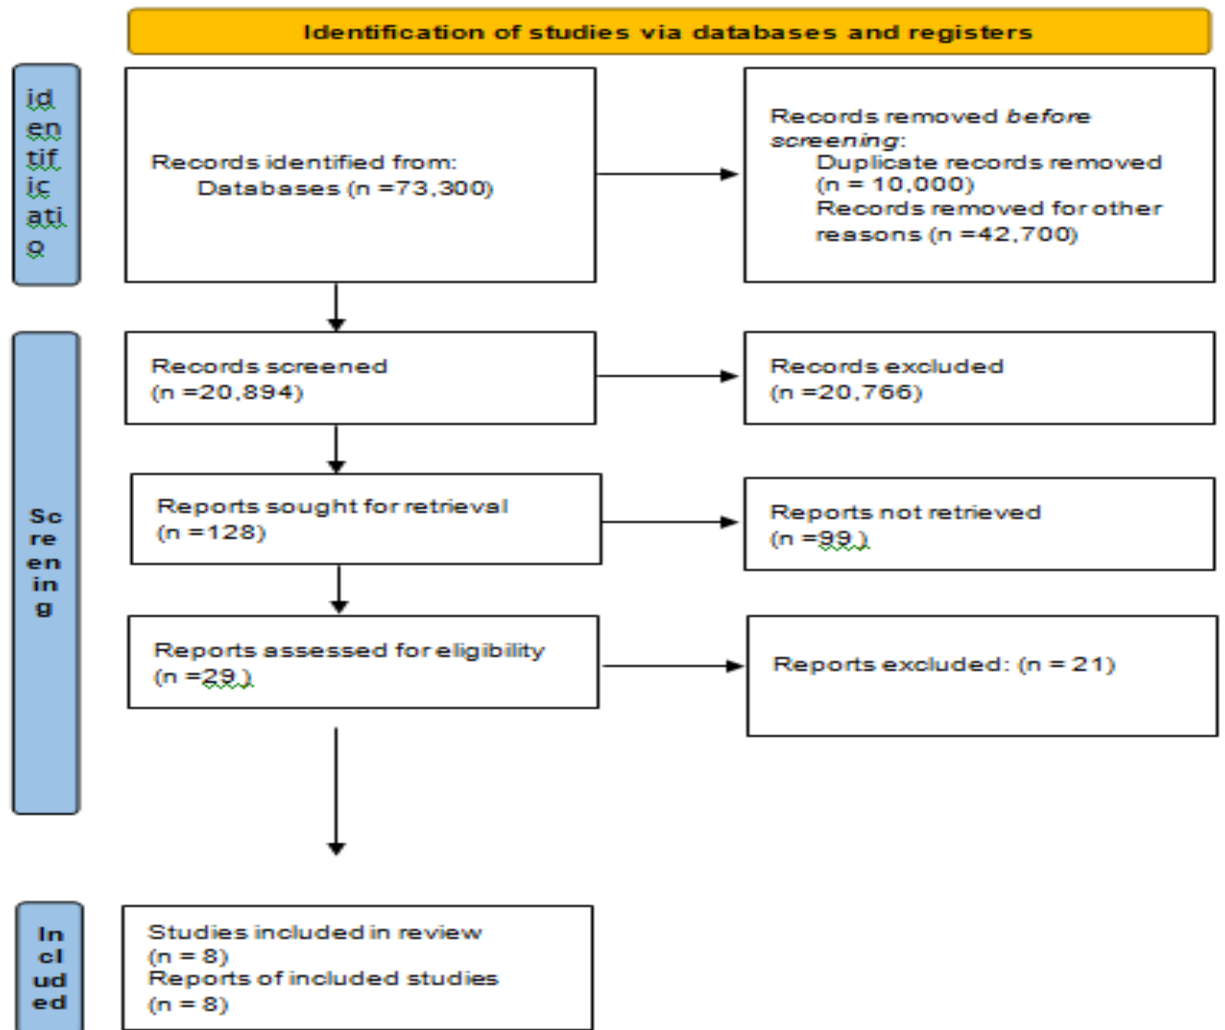 Identification of studies via databases and registers
id
en
tif
ic
ati
o
Records identified from:
Databases (n =73,300)
Records removed before
screening:
Duplicate records removed
(n = 10,000)
Records removed for other
reasons (n =42,700)
Sc
re
en
in
g
Records screened
(n =20,894)
Records excluded
(n =20,766)
Reports sought for retrieval
(n =128)
Reports not retrieved
(n =99 )
Reports assessed for eligibility
(n =29 )
Reports excluded: (n = 21)
In
cl
ud
ed
Studies included in review
(n = 8)
Reports of included studies
(n = 8)